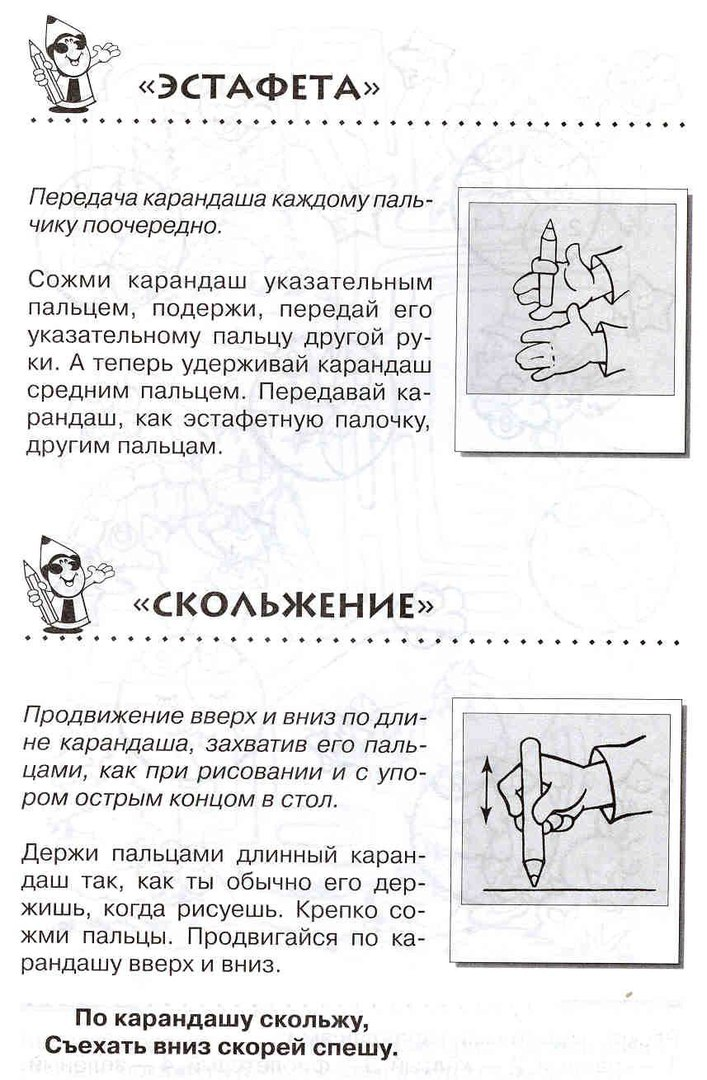 «ЭСТАФЕТА»
Передача карандаша каждому паль-
чику поочередно.
Сожми карандаш указательным
пальцем, подержи, передай его
указательному пальцу другой ру-
ки. А теперь удерживай карандаш
средним пальцем. Передавай ка-
рандаш, как эстафетную палочку,
другим пальцам.
«СКОЛЬЖЕНИЕ»
Продвижение вверх и вниз по дли-
не карандаша, захватив его паль-
цами, как при рисовании и с упо-
ром острым концом в стол.
Держи пальцами длинный каран-
даш так, как ты обычно его дер-
жишь, когда рисуешь. Крепко со-
жми пальцы. Продвигайся по ка-
рандашу вверх и вниз.
По карандашу скольжу,
Съехать вниз скорей спешу.